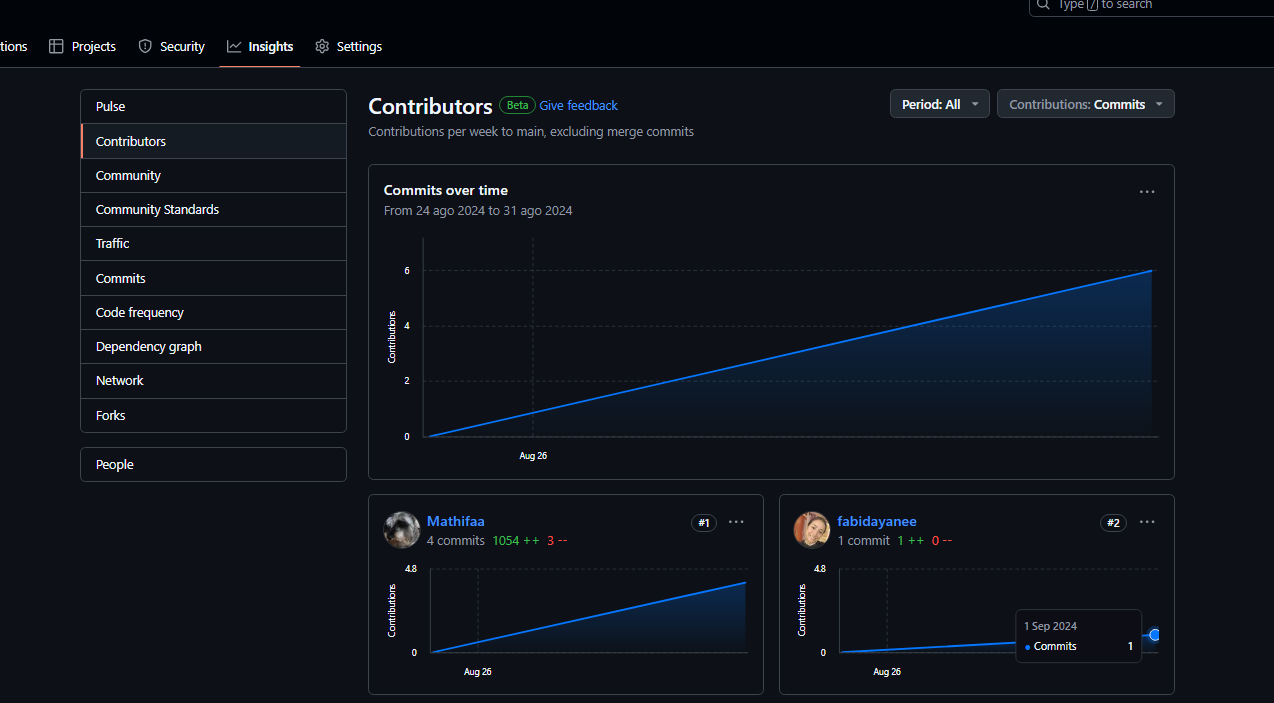 Type / to search
tions Projects Security Insights Settings
Pulse
Contributors
Community
Community Standards
Traffic
Commits
Code frequency
Dependency graph
Network
Forks
People
Contributors Beta Give feedback
Period: All Contributions: Commits
Contributions per week to main, excluding merge commits
Commits over time
From 24 ago 2024 to 31 ago 2024
Contributions
6
4
2
0
Aug 26
Mathifaa #1
4 commits 1054 ++ 3 --
Contributions
4.8
0
Aug 26
fabidayanee #2
1 commit 1 ++ 0 --
Contributions
4.8
0
Aug 26
1 Sep 2024
Commits 1